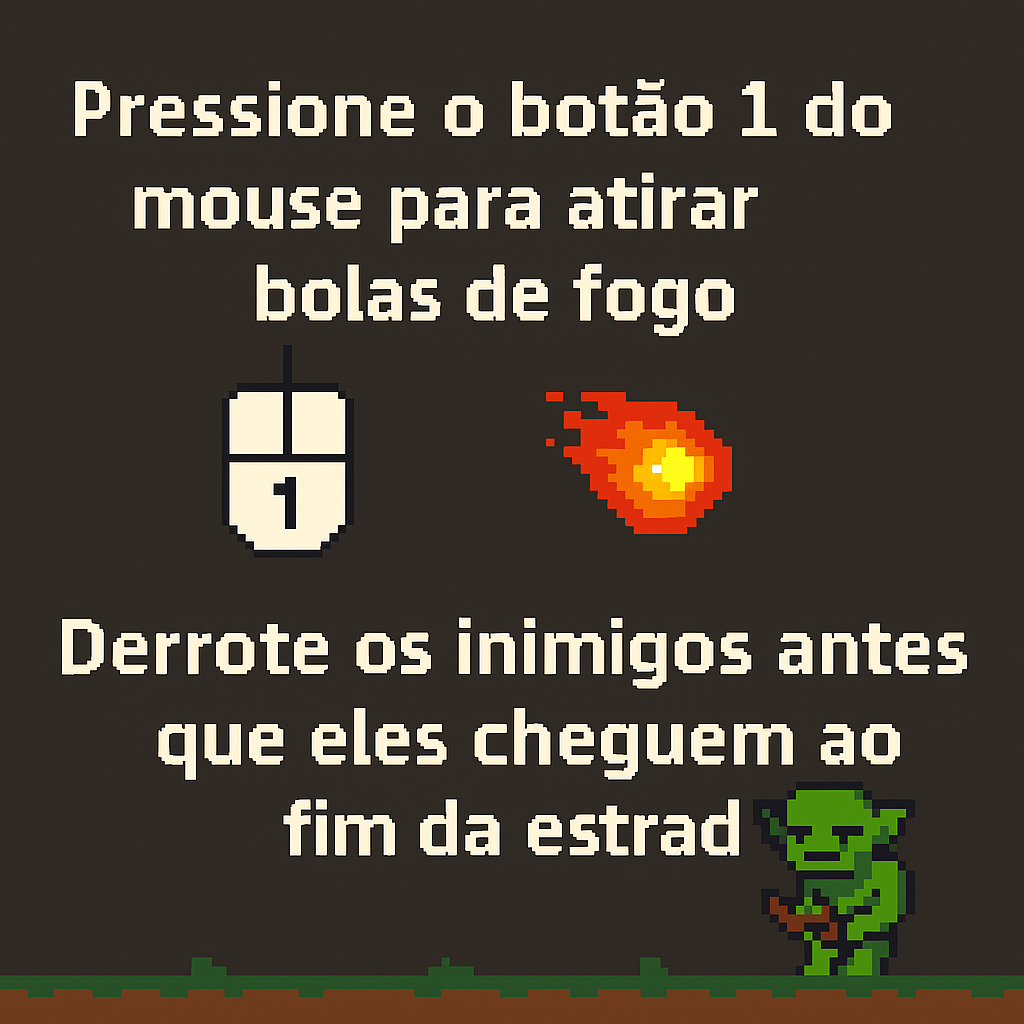 Pressione o botão 1 do
mouse para atirar
bolas de fogo
1
Derrote os inimigos antes
que eles cheguem ao
fim da estrad